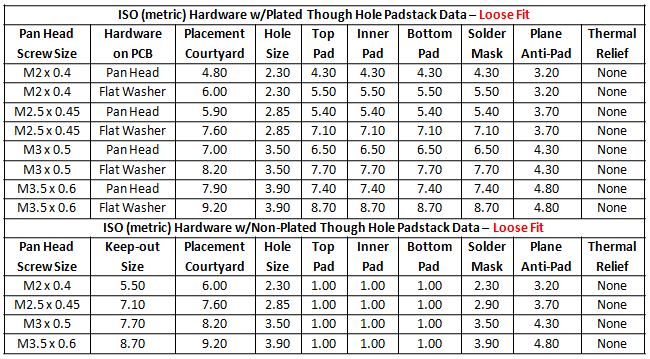 ISO (metric) Hardware w/Plated Though Hole Padstack Data – Loose Fit
Pan Head Hardware Placement Hole Top Inner Bottom Solder Plane Thermal
Screw Size on PCB Courtyard Size Pad Pad Pad Mask Anti-Pad Relief
M2 x 0.4 Pan Head 4.80 2.30 4.30 4.30 4.30 4.30 3.20 None
M2 x 0.4 Flat Washer 6.00 2.30 5.50 5.50 5.50 5.50 3.20 None
M2.5 x 0.45 Pan Head 5.90 2.85 5.40 5.40 5.40 5.40 3.70 None
M2.5 x 0.45 Flat Washer 7.60 2.85 7.10 7.10 7.10 7.10 3.70 None
M3 x 0.5 Pan Head 7.00 3.50 6.50 6.50 6.50 6.50 4.30 None
M3 x 0.5 Flat Washer 8.20 3.50 7.70 7.70 7.70 7.70 4.30 None
M3.5 x 0.6 Pan Head 7.90 3.90 7.40 7.40 7.40 7.40 4.80 None
M3.5 x 0.6 Flat Washer 9.20 3.90 8.70 8.70 8.70 8.70 4.80 None
ISO (metric) Hardware w/Non-Plated Though Hole Padstack Data – Loose Fit
Pan Head Keep-out Placement Hole Top Inner Bottom Solder Plane Thermal
Screw Size Size Courtyard Size Pad Pad Pad Mask Anti-Pad Relief
M2 x 0.4 5.50 6.00 2.30 1.00 1.00 1.00 2.30 3.20 None
M2.5 x 0.45 7.10 7.60 2.85 1.00 1.00 1.00 2.90 3.70 None
M3 x 0.5 7.70 8.20 3.50 1.00 1.00 1.00 3.50 4.30 None
M3.5 x 0.6 8.70 9.20 3.90 1.00 1.00 1.00 3.90 4.80 None